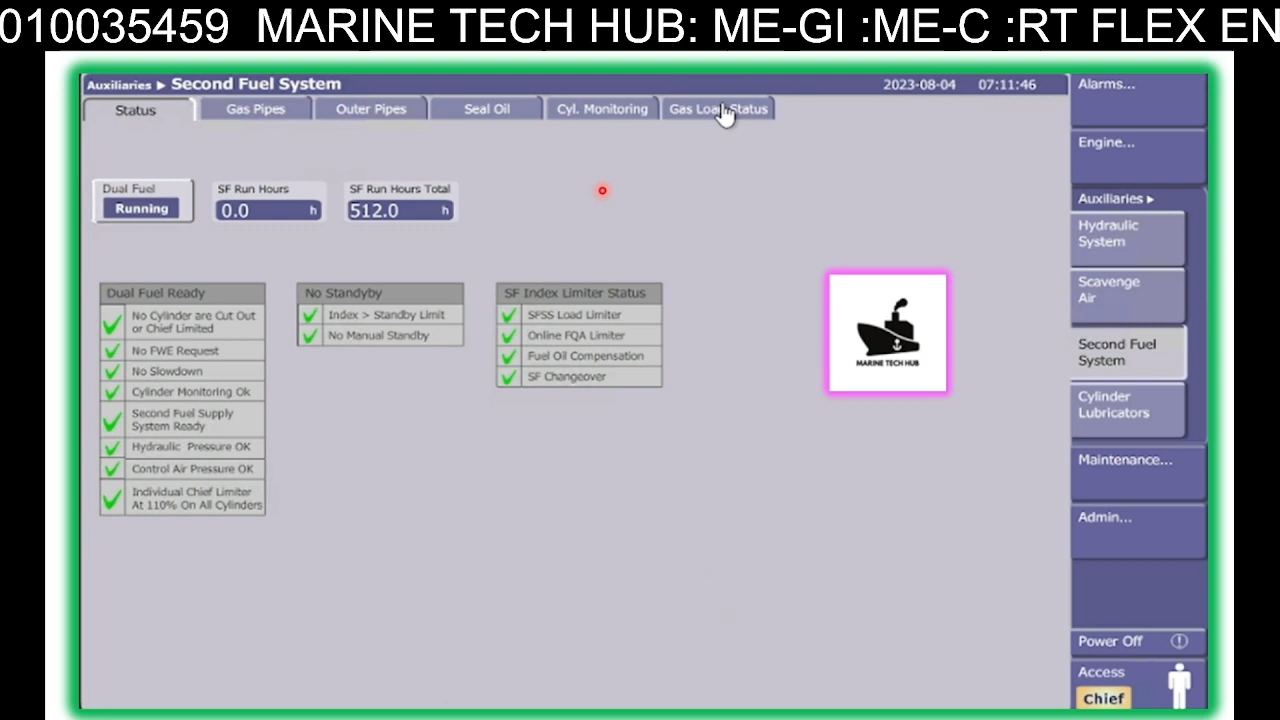 010035459 MARINE TECH HUB: ME-GI :ME-C :RT FLEX EN
Auxiliaries ▶ Second Fuel System
2023-08-04 07:11:46
Status
Gas Pipes
Outer Pipes
Seal Oil
Cyl. Monitoring
Gas Load Status
Dual Fuel
Running
SF Run Hours
0.0 h
SF Run Hours Total
512.0 h
Dual Fuel Ready
No Cylinder are Cut Out
or Chief Limited
No FWE Request
No Slowdown
Cylinder Monitoring Ok
Second Fuel Supply
System Ready
Hydraulic Pressure OK
Control Air Pressure OK
Individual Chief Limiter
At 110% On All Cylinders
No Standyby
Index > Standby Limit
No Manual Standby
SF Index Limiter Status
SFSS Load Limiter
Online FQA Limiter
Fuel Oil Compensation
SF Changeover
MARINE TECH HUB
Alarms...
Engine...
Auxiliaries ▶
Hydraulic
System
Scavenge
Air
Second Fuel
System
Cylinder
Lubricators
Maintenance...
Admin...
Power Off
Access
Chief